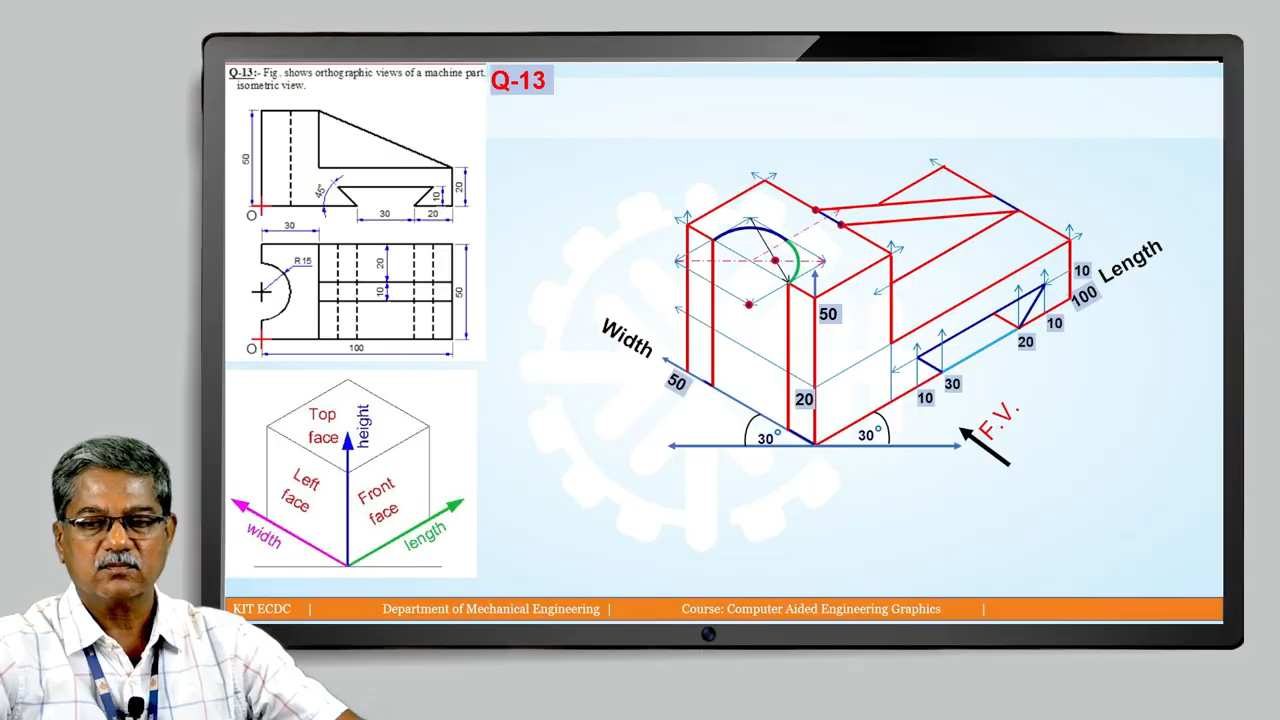 Q-13:- Fig. shows orthographic views of a machine part.
isometric view.
Q-13
50
45°
10
20
O
30
20
30
R 15
20
10
50
O
100
Top
face
height
Left
face
Front
face
width
length
Width
50
50
20
30°
30°
10
30
20
10
10
100
Length
F.V.
KIT ECDC | Department of Mechanical Engineering | Course: Computer Aided Engineering Graphics |